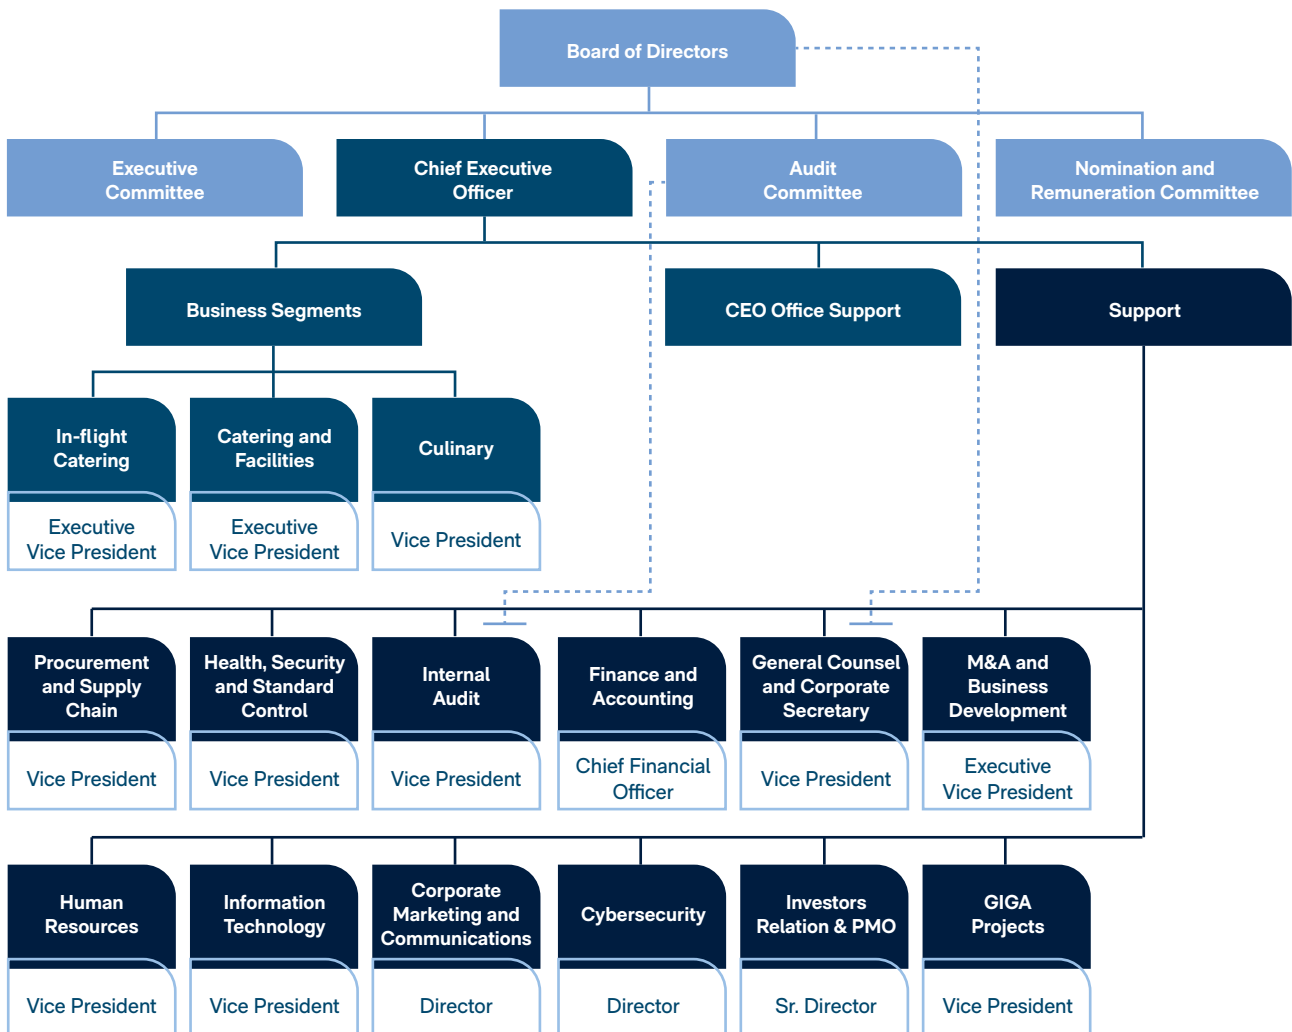 Board of Directors
Executive
Committee
Chief Executive
Officer
Audit
Committee
Nomination and
Remuneration Committee
Business Segments
CEO Office Support
Support
In-flight
Catering
Executive
Vice President
Catering and
Facilities
Executive
Vice President
Culinary
Vice President
Procurement
and Supply
Chain
Vice President
Health, Security
and Standard
Control
Vice President
Internal
Audit
Vice President
Finance and
Accounting
Chief Financial
Officer
General Counsel
and Corporate
Secretary
Vice President
M&A and
Business
Development
Executive
Vice President
Human
Resources
Vice President
Information
Technology
Vice President
Corporate
Marketing and
Communications
Director
Cybersecurity
Director
Investors
Relation & PMO
Sr. Director
GIGA
Projects
Vice President